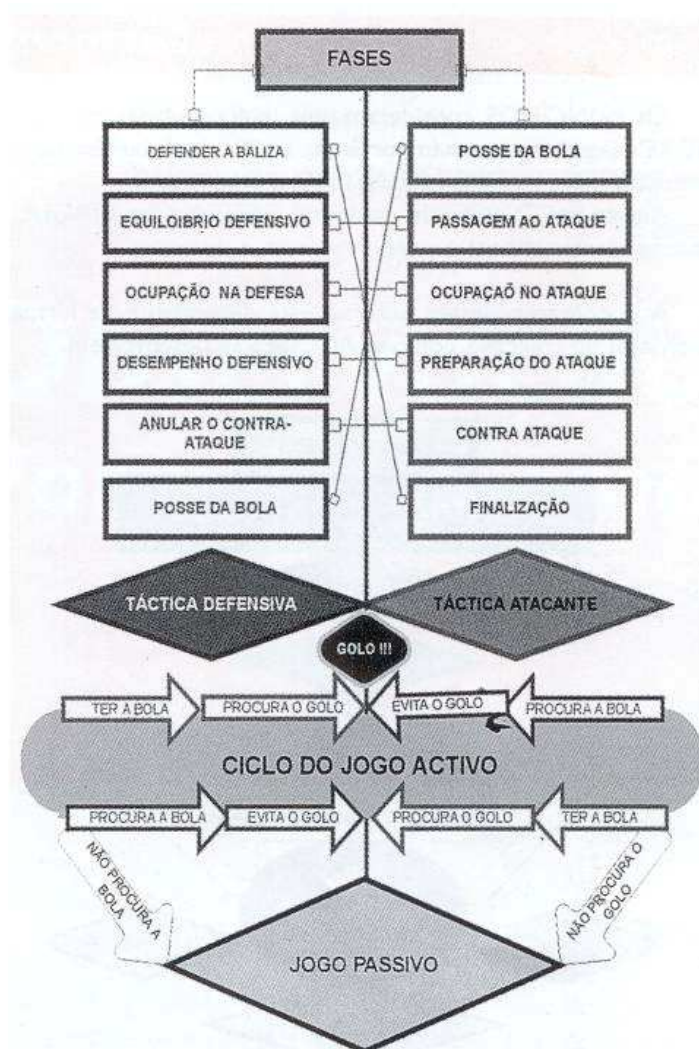 FASES
DEFENDER A BALIZA
POSSE DA BOLA
EQUILOIBRIO DEFENSIVO
PASSAGEM AO ATAQUE
OCUPAÇÃO NA DEFESA
OCUPAAÕ NO ATAQUE
DESEMPENHO DEFENSIVO
PREPARAÇÃO DO ATAQUE
ANULAR O CONTRA-
ATAQUE
CONTRA ATAQUE
POSSE DA BOLA
FINALIZAÇÃO
TÁCTICA DEFENSIVA
TÁCTICA ATACANTE
GOLO !!!
TER A BOLA
PROCURA O GOLO
EVITA O GOLO
PROCURA A BOLA
CICLO DO JOGO ACTIVO
PROCURA A BOLA
EVITA O GOLO
PROCURA O GOLO
TER A BOLA
NÃO PROCURA A
BOLA
NÃO PROCURA O
GOLO
JOGO PASSIVO